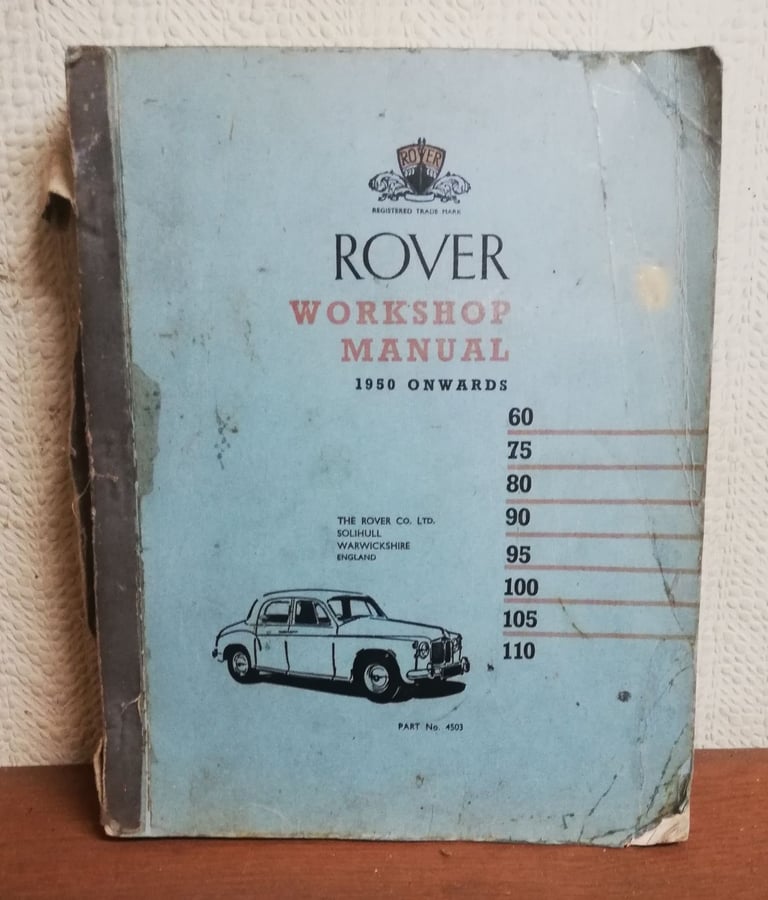 ROVER
REGISTERED TRADE MARK
ROVER
WORKSHOP
MANUAL
1950 ONWARDS
60
75
80
90
95
100
105
110
THE ROVER CO. LTD.
SOLIHULL
WARWICKSHIRE
ENGLAND
PART No. 4503